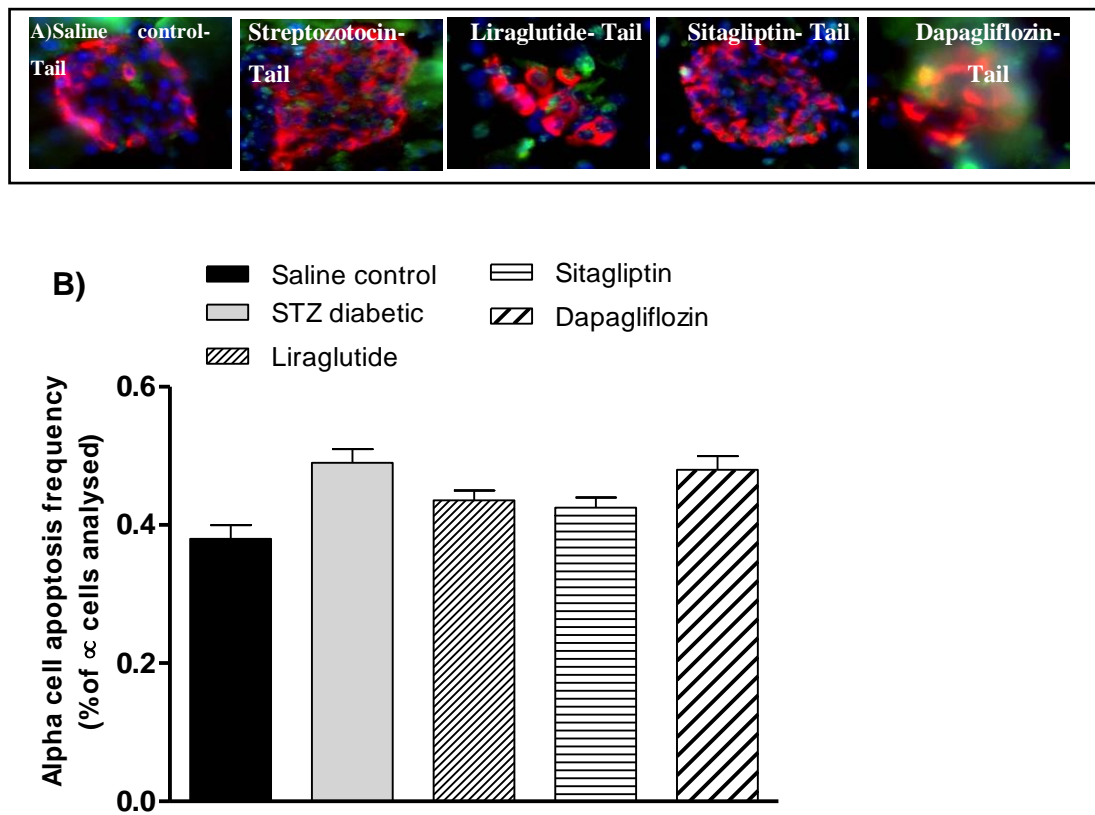 A)Saline control-
Tail
Streptozotocin-
Tail
Liraglutide- Tail
Sitagliptin- Tail
Dapagliflozin-
Tail
B)
Saline control
STZ diabetic
Liraglutide
Sitagliptin
Dapagliflozin
Alpha cell apoptosis frequency
(% of ∝ cells analysed)
0.6
0.4
0.2
0.0